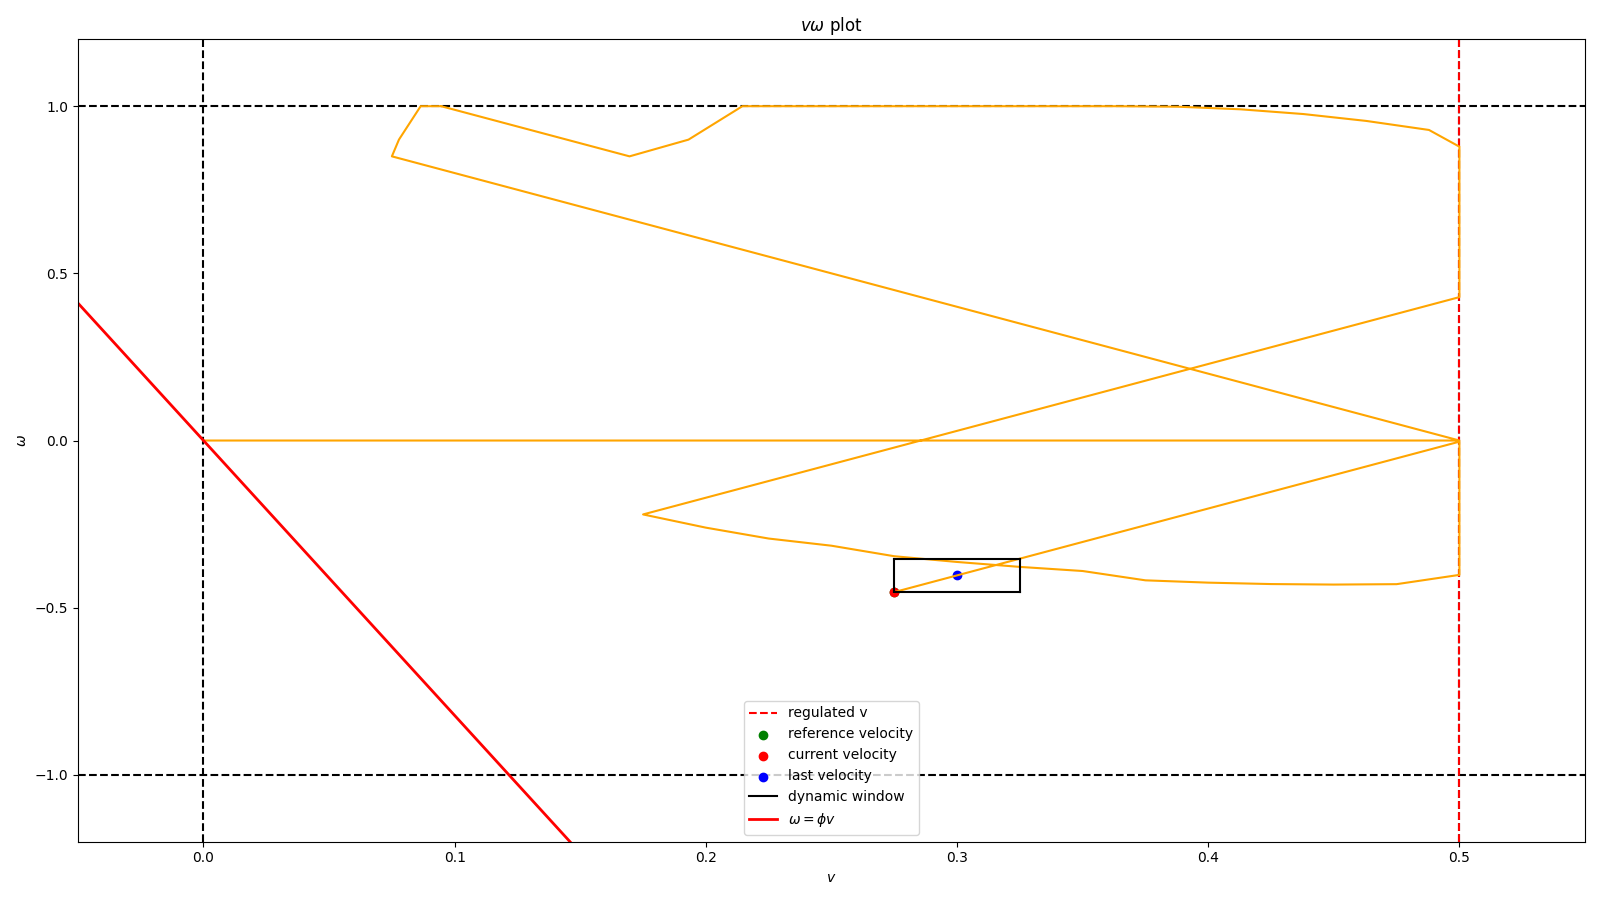 vω plot
1.0
0.5
0.0
−0.5
−1.0
ω
regulated v
reference velocity
current velocity
last velocity
dynamic window
ω = ϕv
0.0 0.1 0.2 0.3 0.4 0.5
v